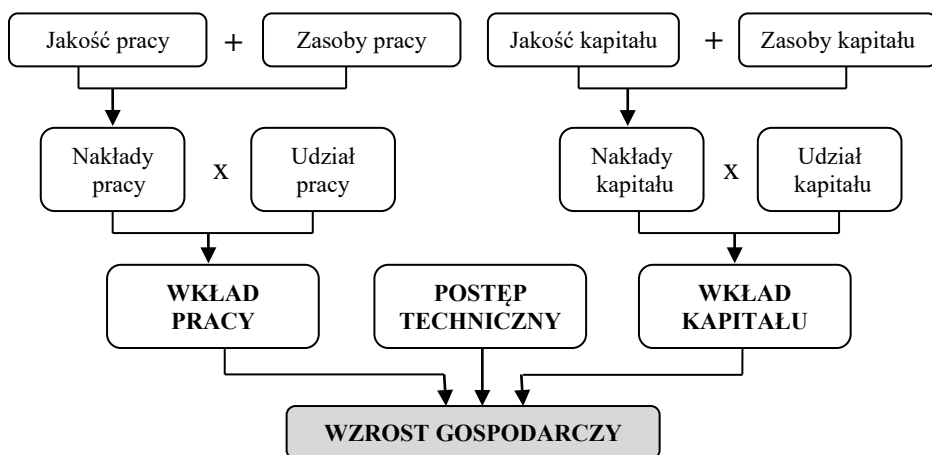 Jakość pracy + Zasoby pracy Jakość kapitału + Zasoby kapitału
Nakłady
pracy
x
Udział
pracy
Nakłady
kapitału
x
Udział
kapitału
WKŁAD
PRACY
POSTĘP
TECHNICZNY
WKŁAD
KAPITAŁU
WZROST GOSPODARCZY